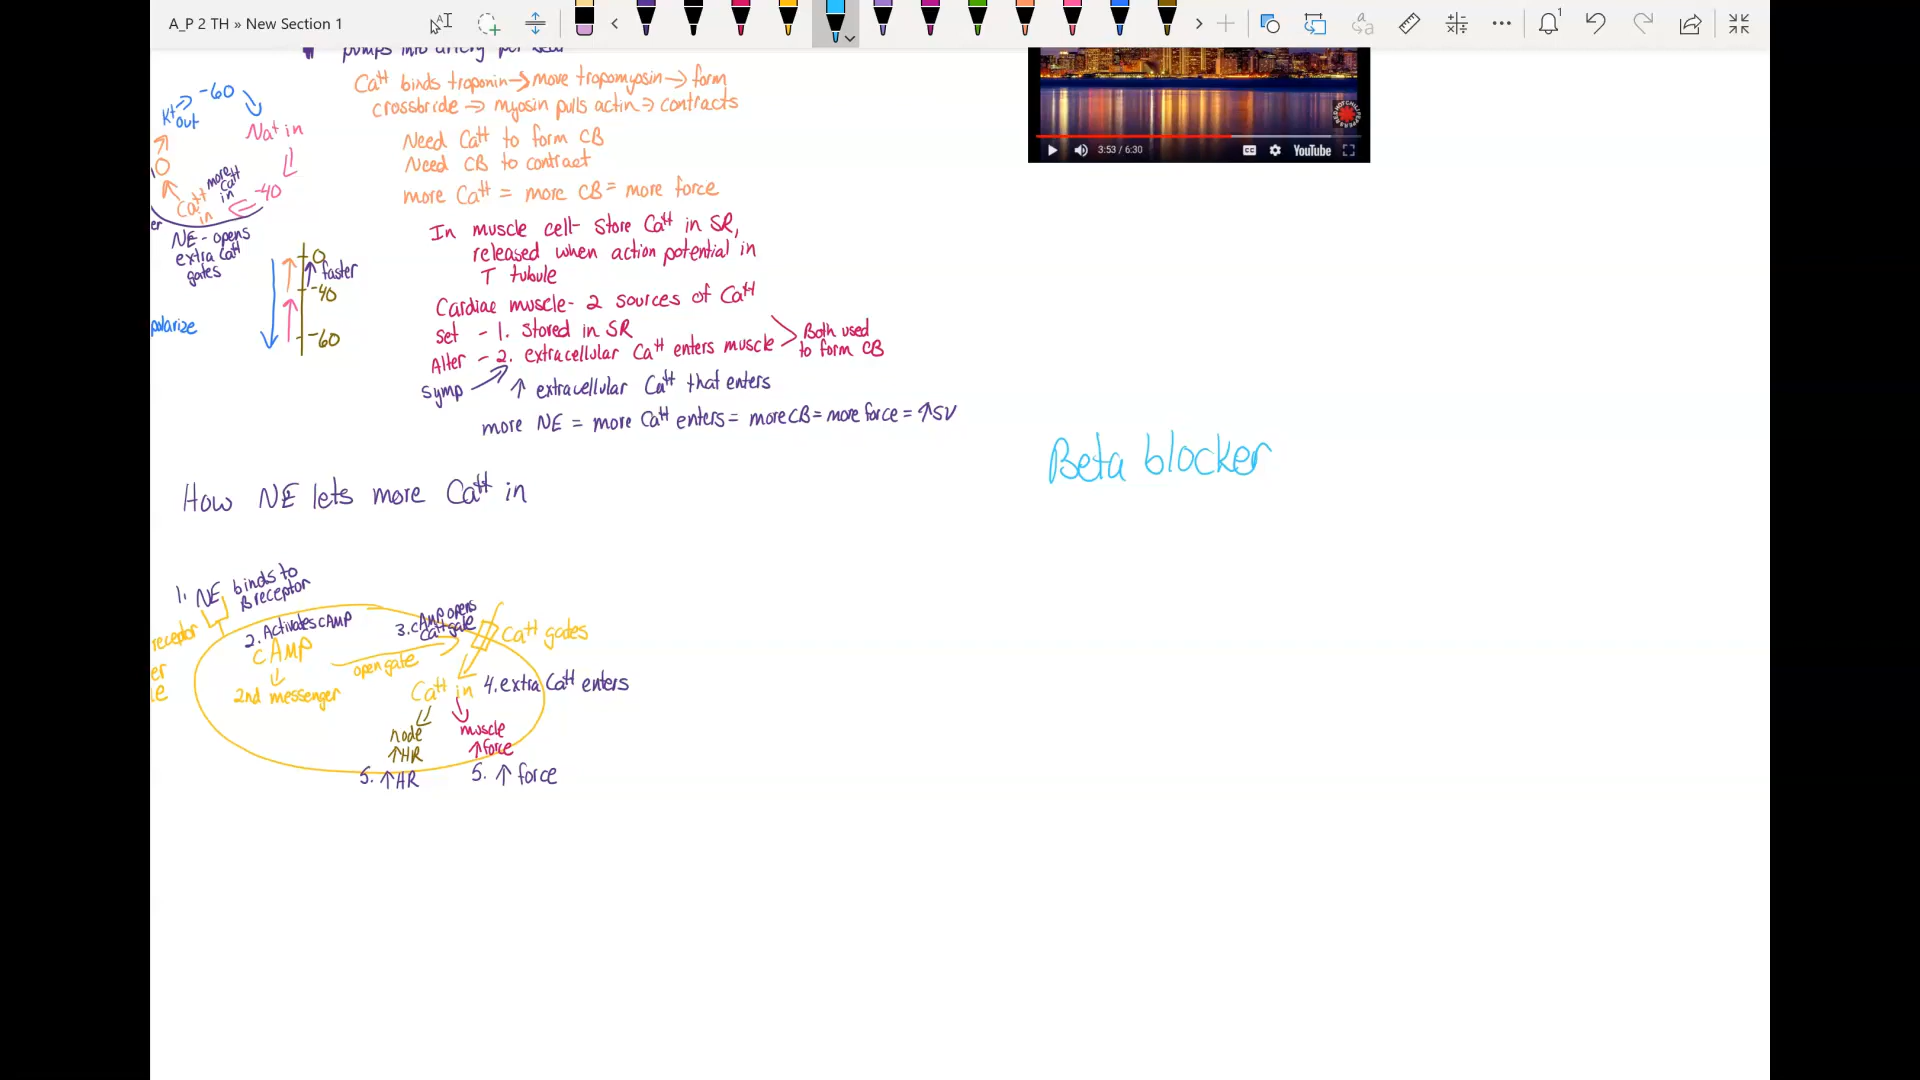 A_P 2 TH » New Section 1
pumps into artery per beat
Ca++ binds troponin → move tropomyosin → form
crossbride → myosin pulls actin → contracts
Need Ca++ to form CB
Need CB to contract
more Ca++ = more CB = more force
In muscle cell- store Ca++ in SR,
released when action potential in
T tubule
Cardiac muscle- 2 sources of Ca++
Set - 1. Stored in SR
Alter - 2. extracellular Ca++ enters muscle
Both used
to form CB
Symp
↑ extracellular Ca++ that enters
more NE = more Ca++ enters = more CB = more force = ↑SV
K+ out
-60
Na+ in
-40
Ca++ in
more
Ca++
in
NE - opens
extra Ca++
gates
polarize
0
faster
-40
-60
How NE lets more Ca++ in
1. NE binds to
B receptor
receptor
2. Activates cAMP
cAMP
2nd messenger
open gate
3. cAMP opens
Ca++ gate
Ca++ gates
Ca++ in
4. extra Ca++ enters
node
↑HR
5. ↑HR
muscle
↑force
5. ↑ force
3:53 / 6:30
CC
YouTube
Beta blocker